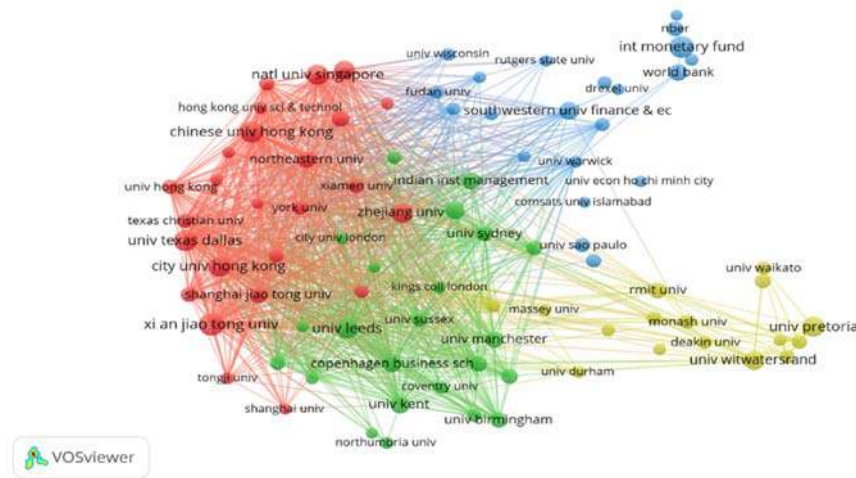 nber
int monetary fund
univ wisconsin
rutgers state univ
world bank
natl univ singapore
fudan univ
drexel univ
hong kong univ sci & technol
southwestern univ finance & ec
chinese univ hong kong
northeastern univ
univ warwick
univ hong kong
xiamen univ
indian inst management
univ econ ho chi minh city
comsats univ islamabad
texas christian univ
york univ
zhejiang univ
univ texas dallas
city univ london
univ sydney
univ sao paulo
city univ hong kong
univ waikato
shanghai jiao tong univ
kings coll london
rmit univ
massey univ
xi an jiao tong univ
univ leeds
univ sussex
monash univ
univ pretoria
univ manchester
deakin univ
univ witwatersrand
copenhagen business sch
univ durham
tongji univ
coventry univ
shanghai univ
univ kent
univ birmingham
northumbria univ
VOSviewer